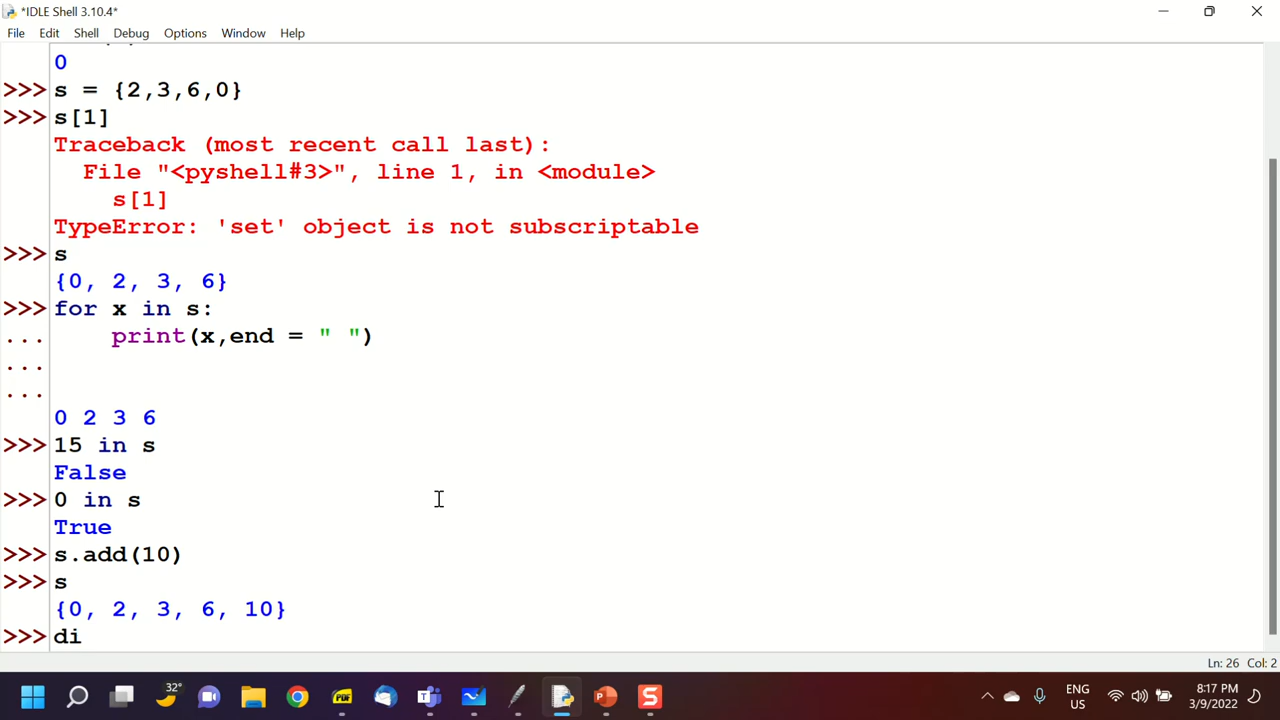 *IDLE Shell 3.10.4*
File Edit Shell Debug Options Window Help
0
>>> s = {2,3,6,0}
>>> s[1]
Traceback (most recent call last):
File "<pyshell#3>", line 1, in <module>
s[1]
TypeError: 'set' object is not subscriptable
>>> s
{0, 2, 3, 6}
>>> for x in s:
... print(x,end = " ")
...
...
0 2 3 6
>>> 15 in s
False
>>> 0 in s
True
>>> s.add(10)
>>> s
{0, 2, 3, 6, 10}
>>> di
Ln: 26 Col: 2
32°
PDF
ENG
US
8:17 PM
3/9/2022